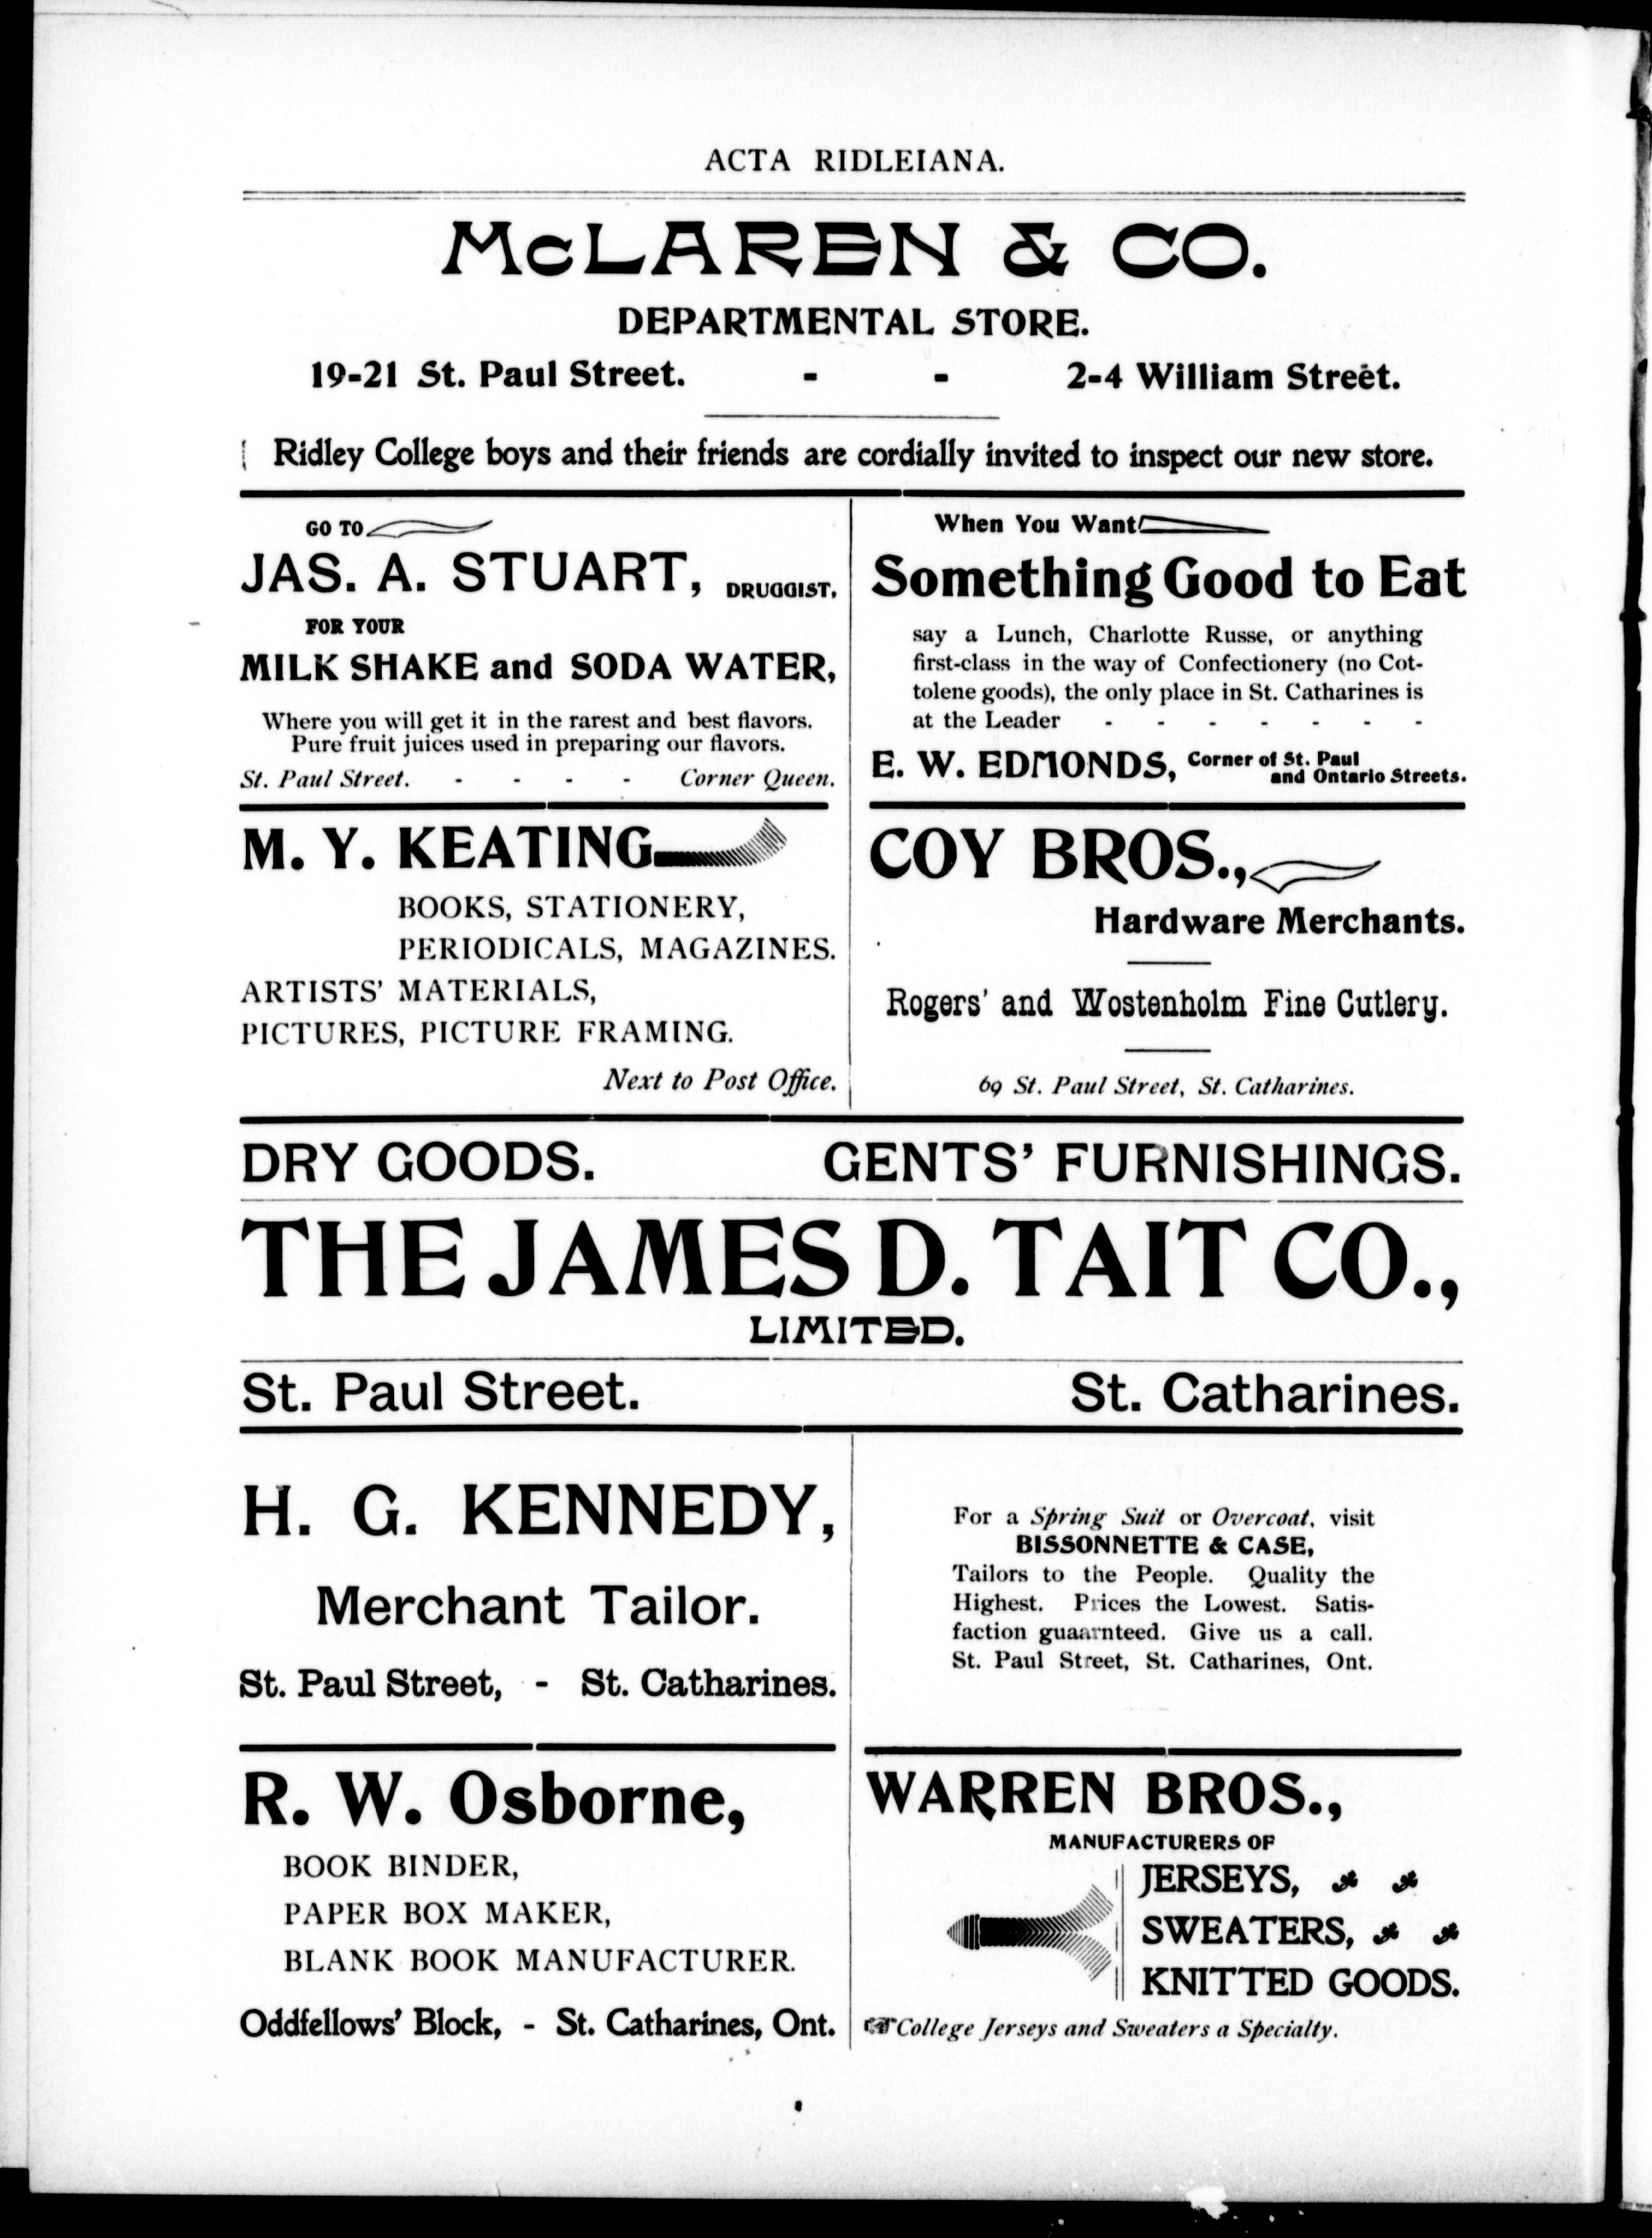 ACTA RIDLEIANA.
McLAREN & CO.
DEPARTMENTAL STORE.
19-21 St. Paul Street. - - 2-4 William Street.
Ridley College boys and their friends are cordially invited to inspect our new store.
GO TO
JAS. A. STUART, DRUGGIST,
FOR YOUR
MILK SHAKE and SODA WATER,
Where you will get it in the rarest and best flavors.
Pure fruit juices used in preparing our flavors.
St. Paul Street. - - - - Corner Queen.
When You Want
Something Good to Eat
say a Lunch, Charlotte Russe, or anything
first-class in the way of Confectionery (no Cot-
tolene goods), the only place in St. Catharines is
at the Leader - - - - - - -
E. W. EDMONDS, Corner of St. Paul
and Ontario Streets.
M. Y. KEATING
BOOKS, STATIONERY,
PERIODICALS, MAGAZINES.
ARTISTS' MATERIALS,
PICTURES, PICTURE FRAMING.
Next to Post Office.
COY BROS.,
Hardware Merchants.
Rogers' and Wostenholm Fine Cutlery.
69 St. Paul Street, St. Catharines.
DRY GOODS. GENTS' FURNISHINGS.
THE JAMES D. TAIT CO.,
LIMITED.
St. Paul Street. St. Catharines.
H. G. KENNEDY,
Merchant Tailor.
St. Paul Street, - St. Catharines.
For a Spring Suit or Overcoat, visit
BISSONNETTE & CASE,
Tailors to the People. Quality the
Highest. Prices the Lowest. Satis-
faction guaarnteed. Give us a call.
St. Paul Street, St. Catharines, Ont.
R. W. Osborne,
BOOK BINDER,
PAPER BOX MAKER,
BLANK BOOK MANUFACTURER.
Oddfellows' Block, - St. Catharines, Ont.
WARREN BROS.,
MANUFACTURERS OF
JERSEYS,
SWEATERS,
KNITTED GOODS.
College Jerseys and Sweaters a Specialty.